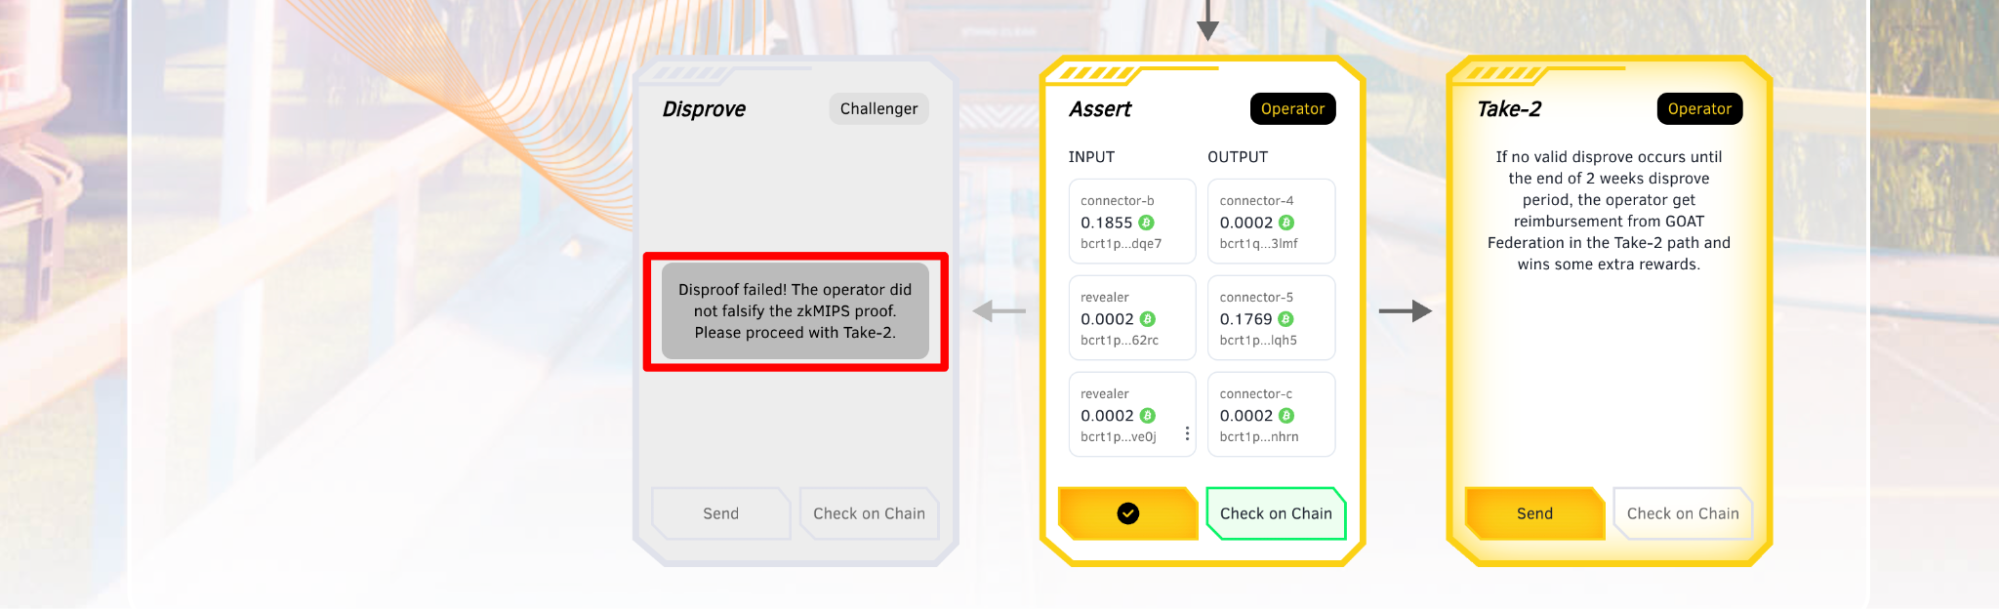 Disprove
Challenger
Disproof failed! The operator did
not falsify the zkMIPS proof.
Please proceed with Take-2.
Send
Check on Chain
Assert
Operator
INPUT
OUTPUT
connector-b
0.1855
bcrt1p...dqe7
connector-4
0.0002
bcrt1q...3lmf
revealer
0.0002
bcrt1p...62rc
connector-5
0.1769
bcrt1p...lqh5
revealer
0.0002
bcrt1p...ve0j
connector-c
0.0002
bcrt1p...nhrn
Check on Chain
Take-2
Operator
If no valid disprove occurs until
the end of 2 weeks disprove
period, the operator get
reimbursement from GOAT
Federation in the Take-2 path and
wins some extra rewards.
Send
Check on Chain